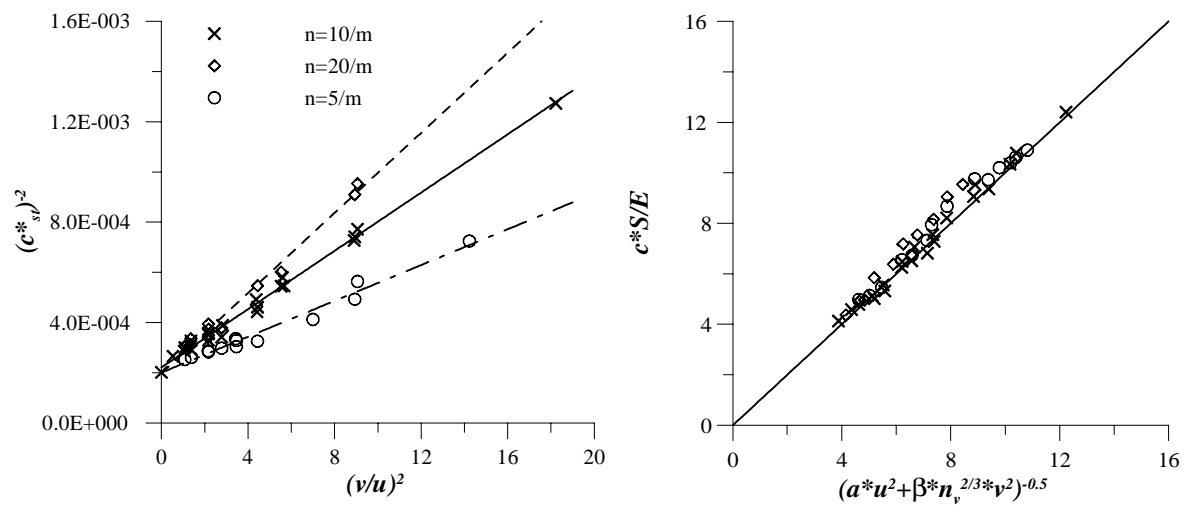 1.6E-003
1.2E-003
8.0E-004
4.0E-004
0.0E+000
(c*st)-2
n=10/m
n=20/m
n=5/m
0 4 8 12 16 20
(v/u)2
16
12
8
4
0
c*S/E
0 4 8 12 16
(a*u2+β*nv2/3*v2)-0.5